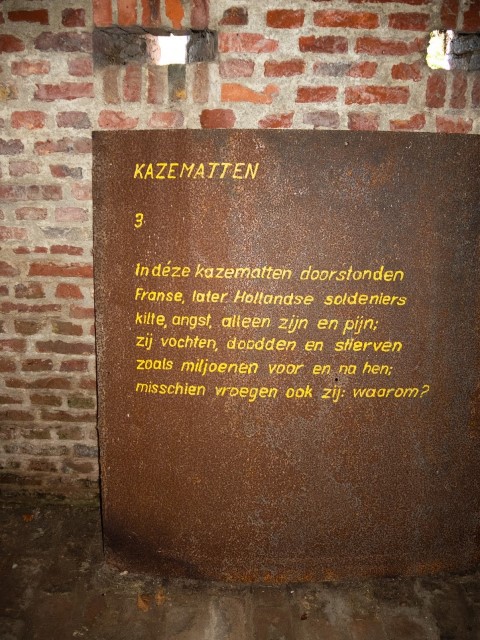 KAZEMATTEN
3
In déze kazematten doorstonden
Franse, later Hollandse soldeniers
kilte, angst, alleen zijn en pijn;
zij vochten, doodden en stierven
zoals miljoenen voor en na hen;
misschien vroegen ook zij: waarom?